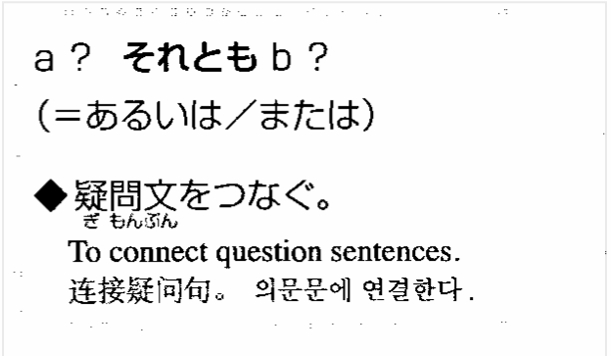 a？ それともb？
(＝あるいは／または)
◆疑問文をつなぐ。
ぎもんぶん
To connect question sentences.
连接疑问句。 의문문에 연결한다.